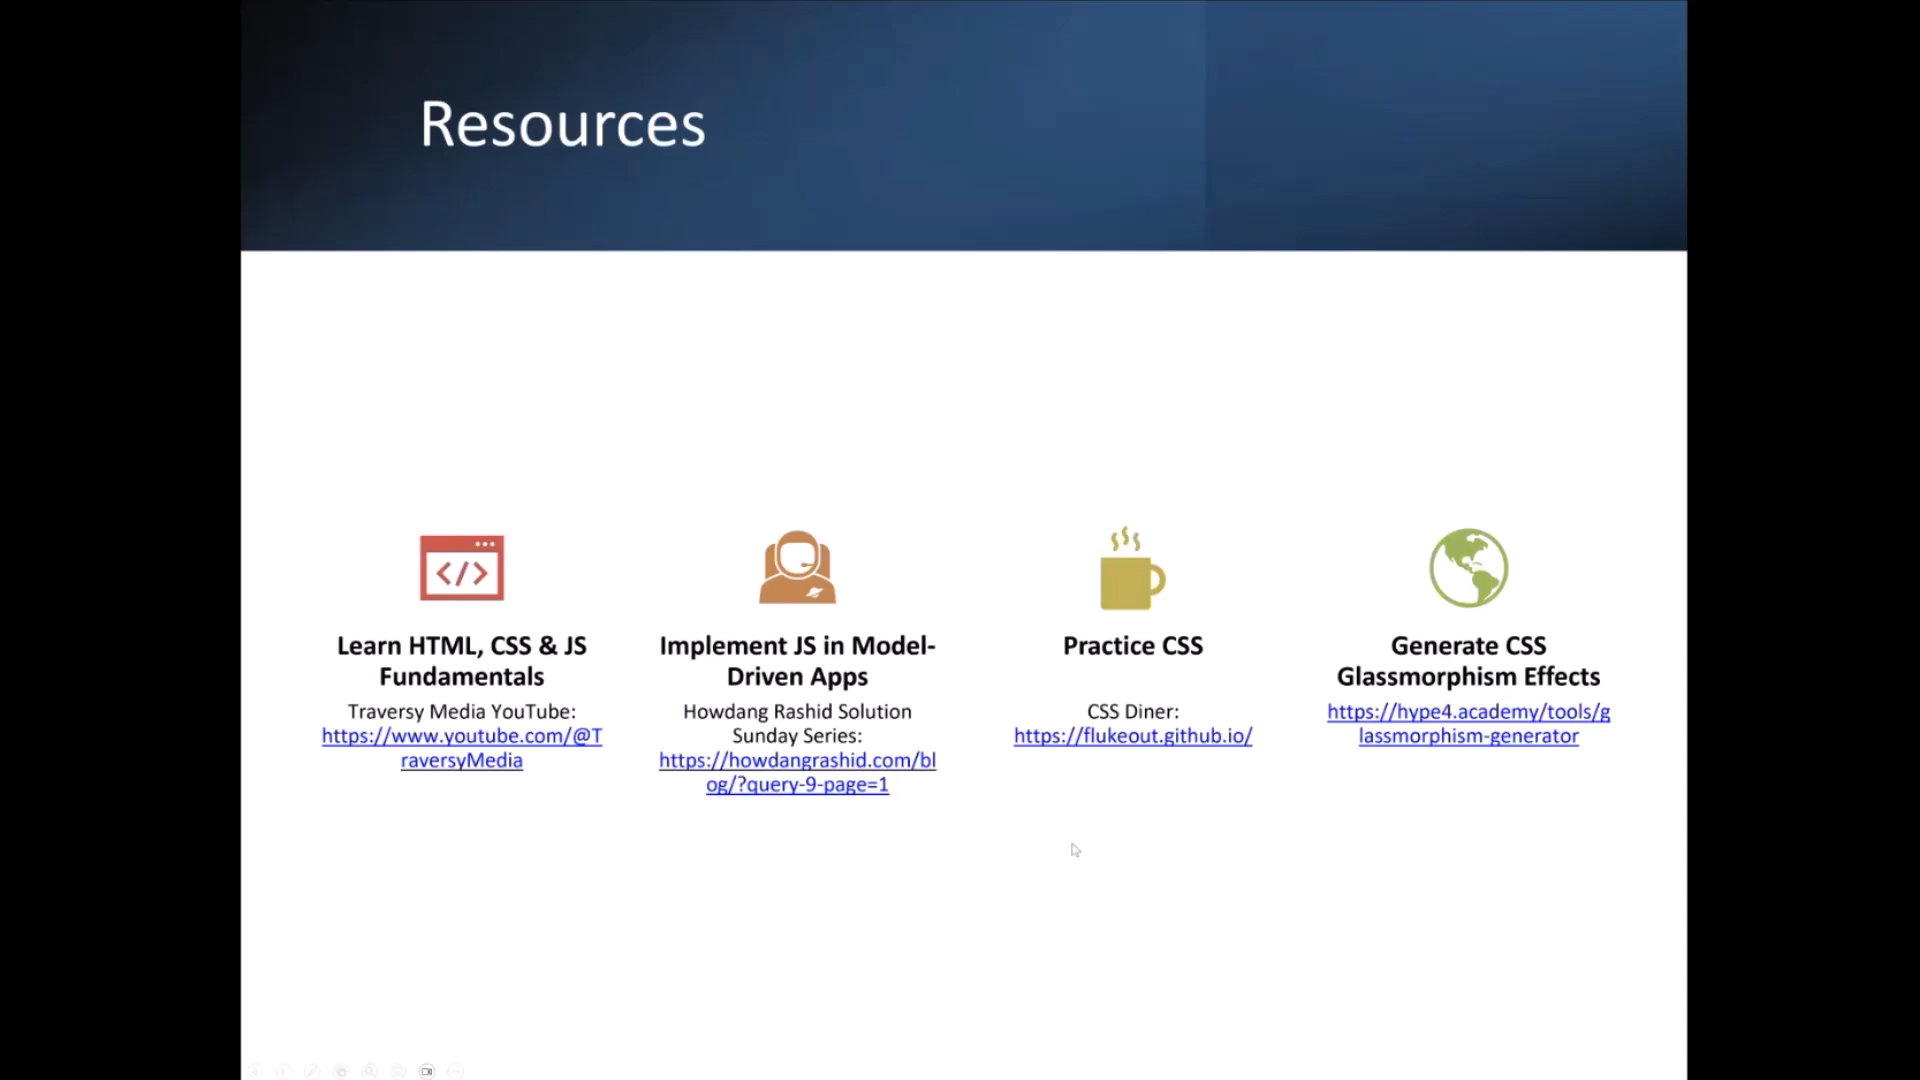 Resources
Learn HTML, CSS & JS
Fundamentals
Traversy Media YouTube:
https://www.youtube.com/@T
raversyMedia
Implement JS in Model-
Driven Apps
Howdang Rashid Solution
Sunday Series:
https://howdangrashid.com/bl
og/?query-9-page=1
Practice CSS
CSS Diner:
https://flukeout.github.io/
Generate CSS
Glassmorphism Effects
https://hype4.academy/tools/g
lassmorphism-generator